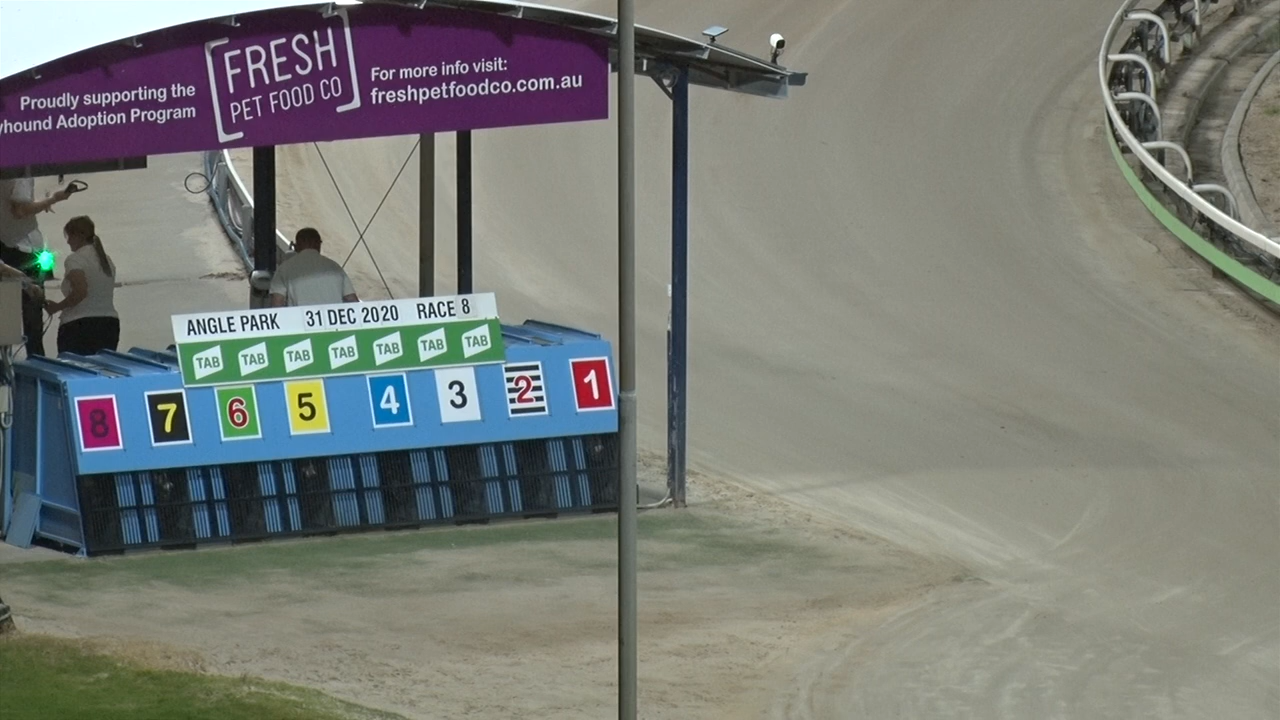 Proudly supporting the
yhound Adoption Program
FRESH
PET FOOD CO
For more info visit:
freshpetfoodco.com.au
ANGLE PARK 31 DEC 2020 RACE 8
TAB TAB TAB TAB TAB TAB TAB
8 7 6 5 4 3 2 1